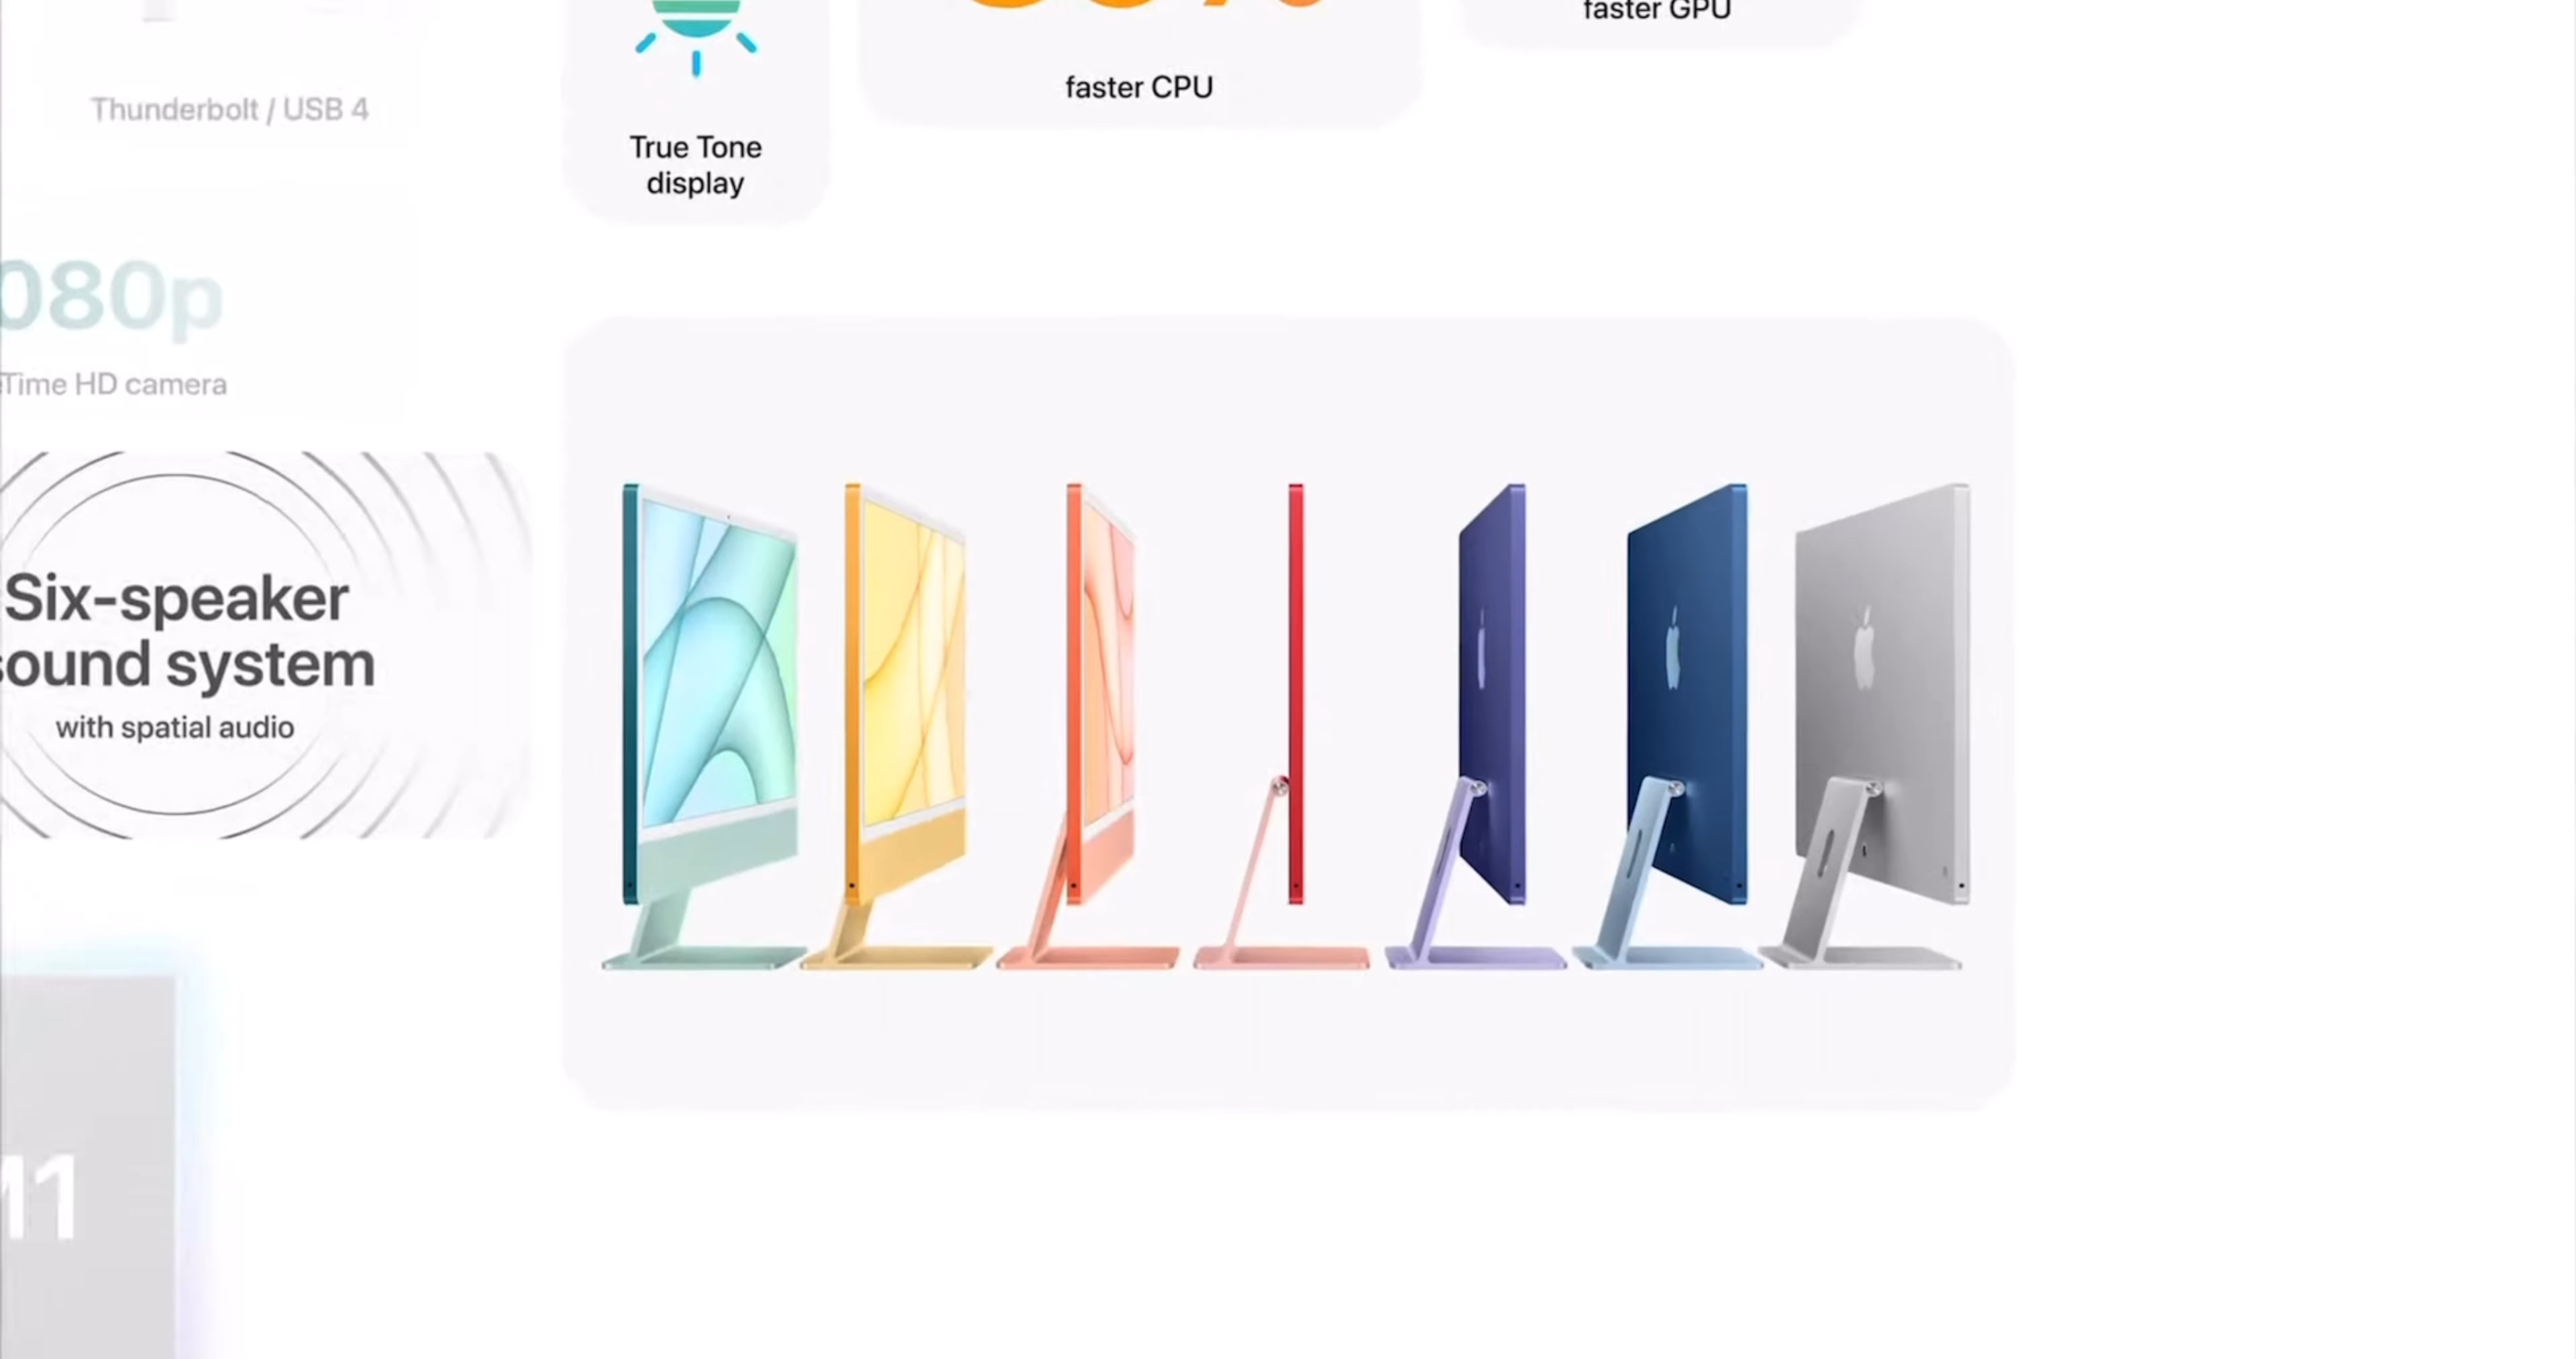 Thunderbolt / USB 4
True Tone
display
faster CPU
faster GPU
080p
Time HD camera
Six-speaker
sound system
with spatial audio